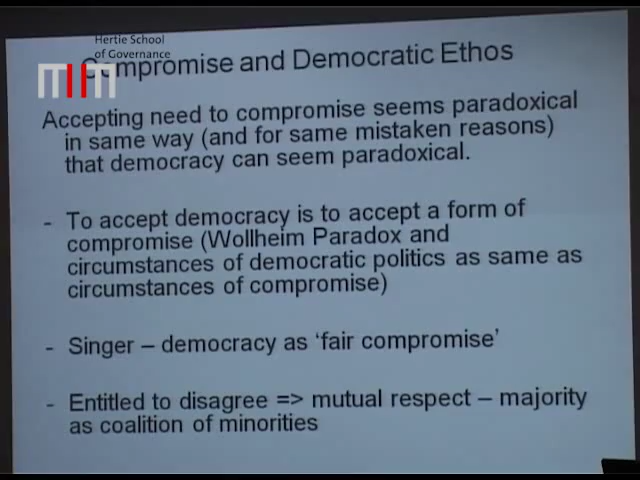 Hertie School
of Governance
Compromise and Democratic Ethos
Accepting need to compromise seems paradoxical
in same way (and for same mistaken reasons)
that democracy can seem paradoxical.
- To accept democracy is to accept a form of
compromise (Wollheim Paradox and
circumstances of democratic politics as same as
circumstances of compromise)
- Singer – democracy as ‘fair compromise’
- Entitled to disagree => mutual respect – majority
as coalition of minorities